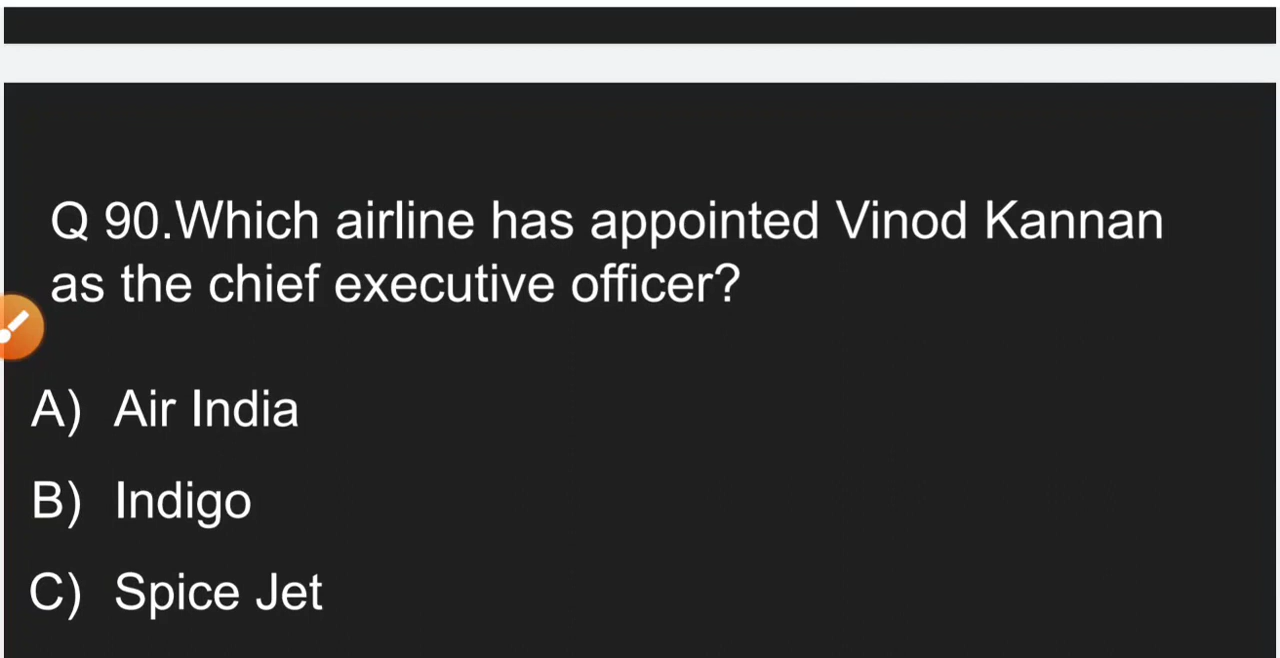 Q 90.Which airline has appointed Vinod Kannan
as the chief executive officer?
A) Air India
B) Indigo
C) Spice Jet